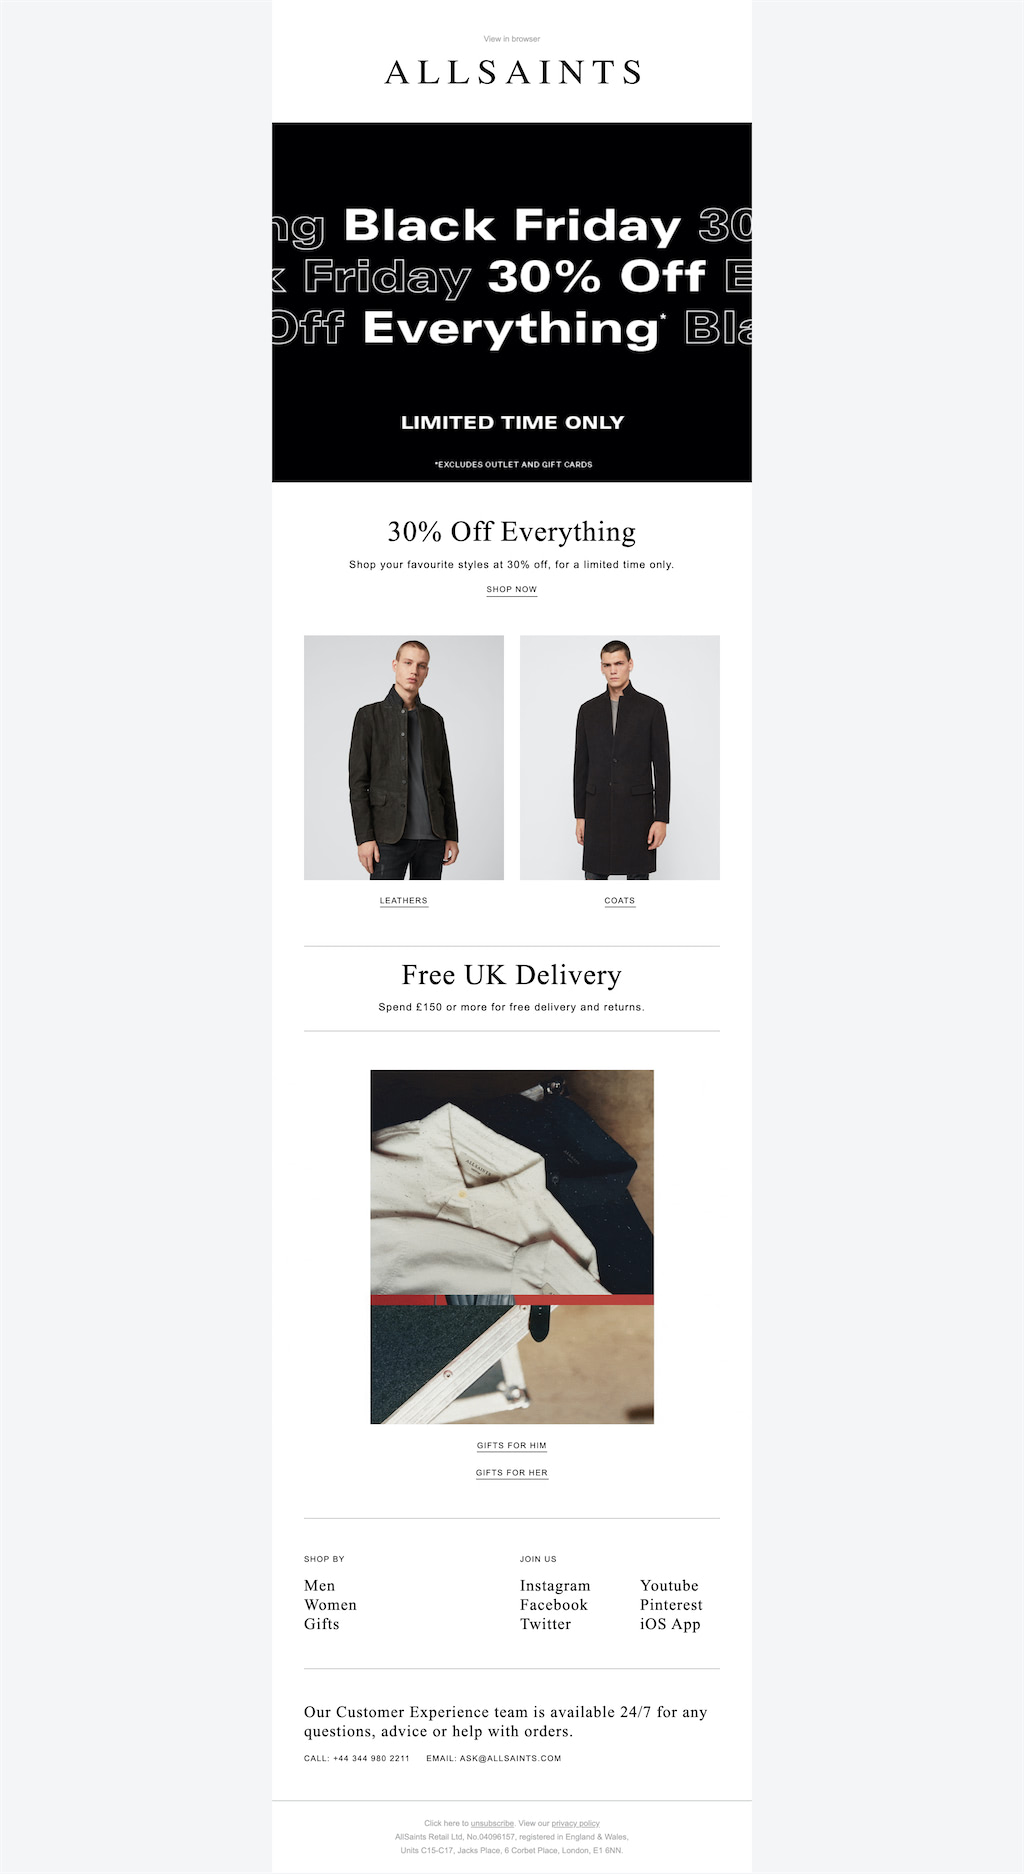 View in browser
ALLSAINTS
ng Black Friday 30
k Friday 30% Off E
Off Everything* Bla
LIMITED TIME ONLY
*EXCLUDES OUTLET AND GIFT CARDS
30% Off Everything
Shop your favourite styles at 30% off, for a limited time only.
SHOP NOW
LEATHERS
COATS
Free UK Delivery
Spend £150 or more for free delivery and returns.
ALLSAINTS
GIFTS FOR HIM
GIFTS FOR HER
SHOP BY
Men
Women
Gifts
JOIN US
Instagram
Facebook
Twitter
Youtube
Pinterest
iOS App
Our Customer Experience team is available 24/7 for any
questions, advice or help with orders.
CALL: +44 344 980 2211 EMAIL: ASK@ALLSAINTS.COM
Click here to unsubscribe. View our privacy policy
AllSaints Retail Ltd, No.04096157, registered in England & Wales,
Units C15-C17, Jacks Place, 6 Corbet Place, London, E1 6NN.